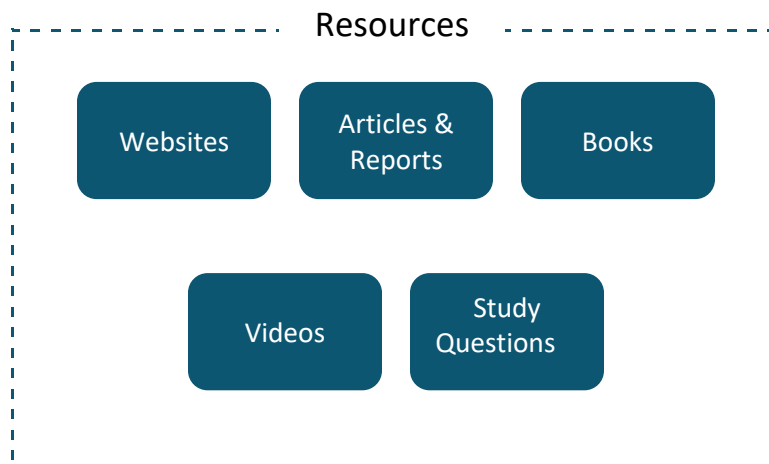 Resources
Websites
Articles &
Reports
Books
Videos
Study
Questions